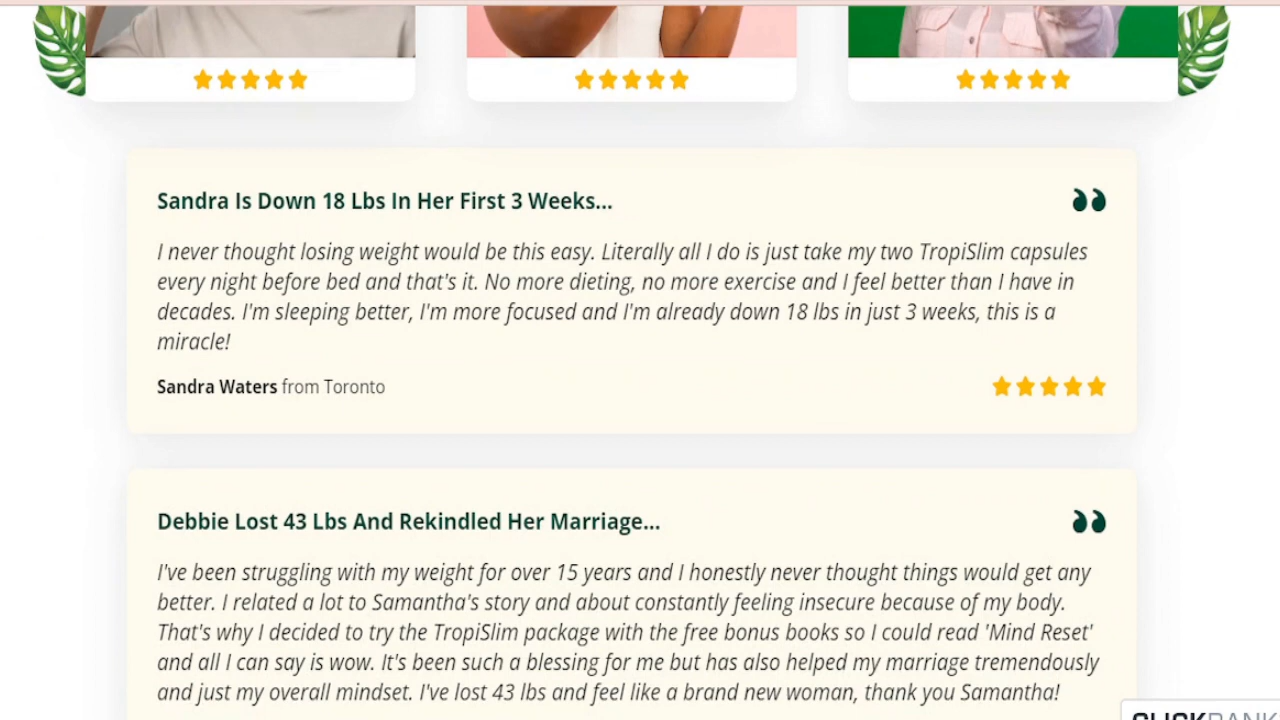 Sandra Is Down 18 Lbs In Her First 3 Weeks...
I never thought losing weight would be this easy. Literally all I do is just take my two TropiSlim capsules
every night before bed and that's it. No more dieting, no more exercise and I feel better than I have in
decades. I'm sleeping better, I'm more focused and I'm already down 18 lbs in just 3 weeks, this is a
miracle!
Sandra Waters from Toronto
Debbie Lost 43 Lbs And Rekindled Her Marriage...
I've been struggling with my weight for over 15 years and I honestly never thought things would get any
better. I related a lot to Samantha's story and about constantly feeling insecure because of my body.
That's why I decided to try the TropiSlim package with the free bonus books so I could read 'Mind Reset'
and all I can say is wow. It's been such a blessing for me but has also helped my marriage tremendously
and just my overall mindset. I've lost 43 lbs and feel like a brand new woman, thank you Samantha!
CLICKBANK